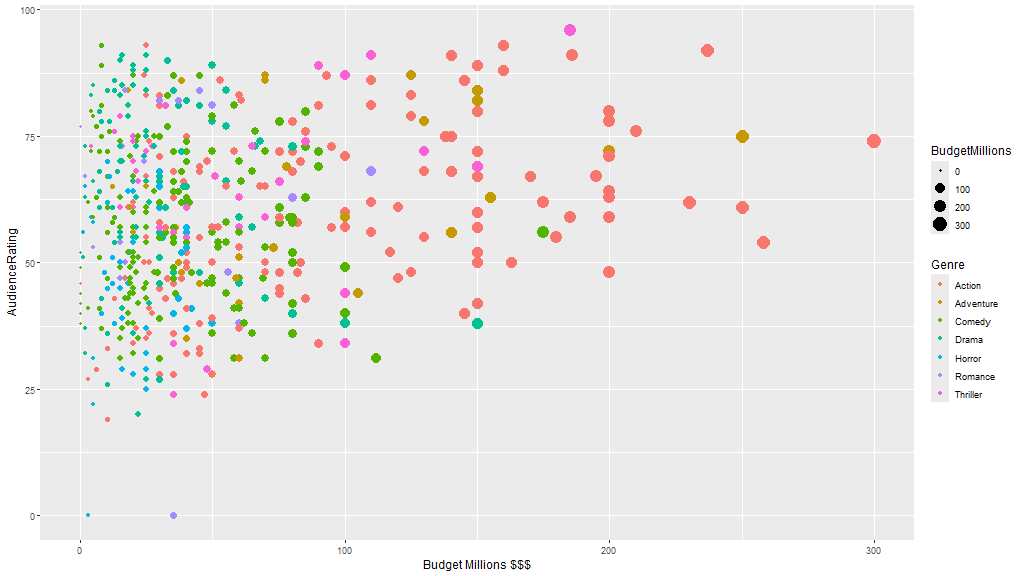 100
75
50
25
0
AudienceRating
0
100
200
300
Budget Millions $$$
BudgetMillions
0
100
200
300
Genre
Action
Adventure
Comedy
Drama
Horror
Romance
Thriller